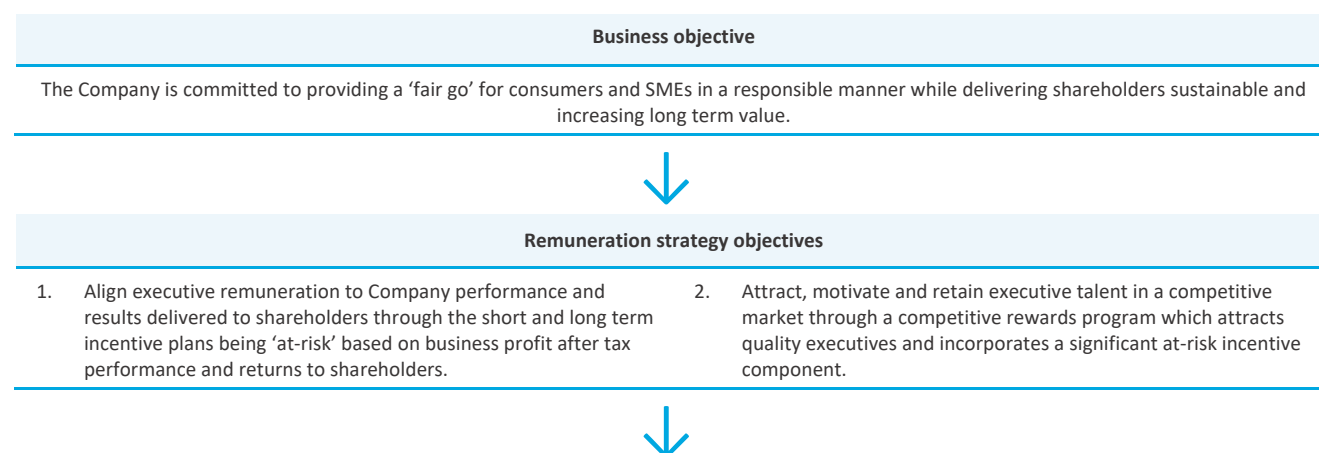 Business objective
The Company is committed to providing a ‘fair go’ for consumers and SMEs in a responsible manner while delivering shareholders sustainable and
increasing long term value.
Remuneration strategy objectives
1. Align executive remuneration to Company performance and
results delivered to shareholders through the short and long term
incentive plans being ‘at-risk’ based on business profit after tax
performance and returns to shareholders.
2. Attract, motivate and retain executive talent in a competitive
market through a competitive rewards program which attracts
quality executives and incorporates a significant at-risk incentive
component.